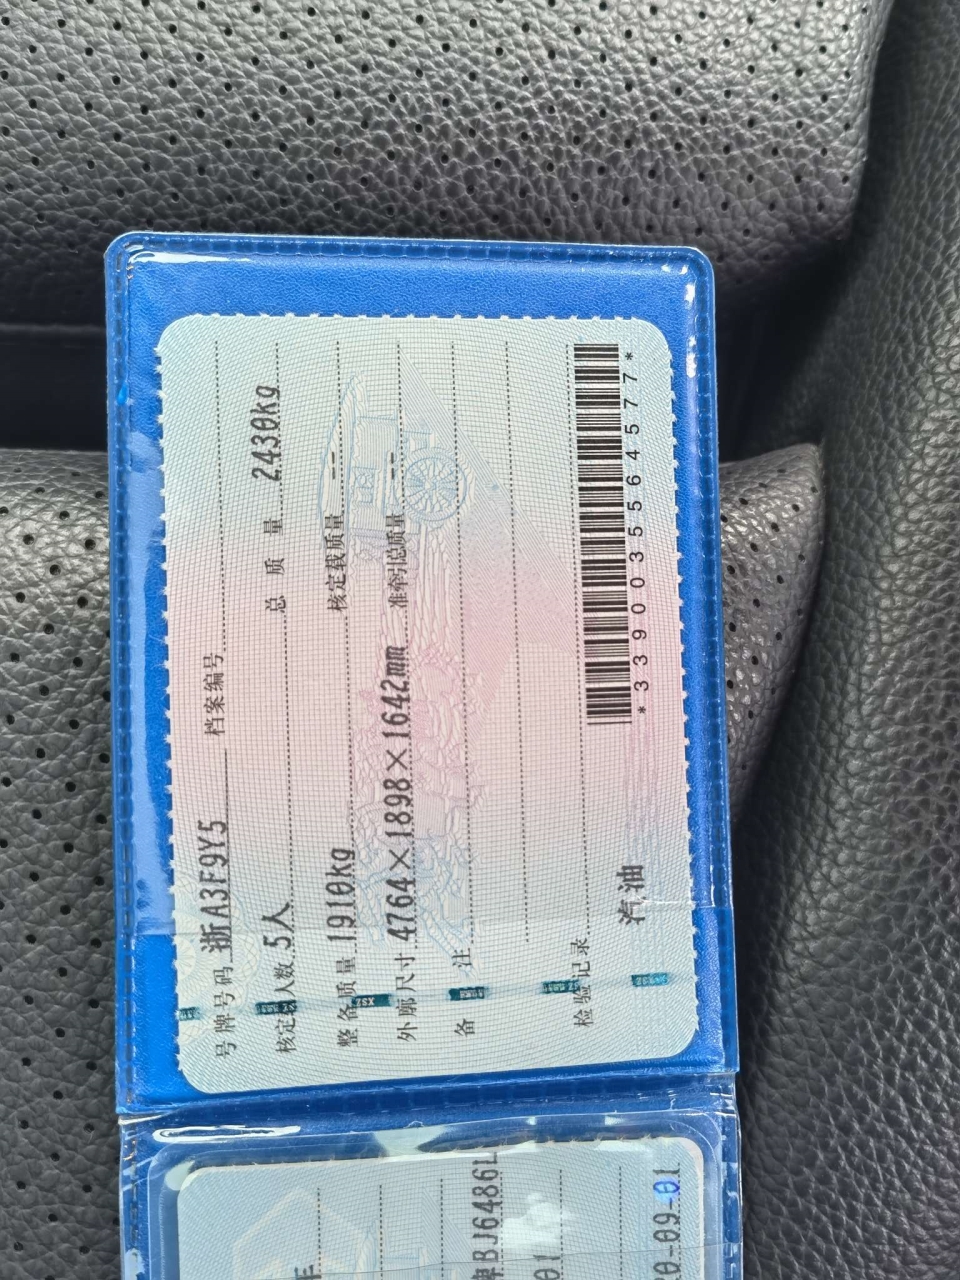 号牌号码 浙A3F9Y5 档案编号
核定人数 5人 总质量 2430kg
整备质量 1910kg 核定载质量 --
外廓尺寸 4764×1898×1642mm 准牵引总质量 --
备注
检验记录
汽油
*3390035564577*
BJ6486L
-09-01